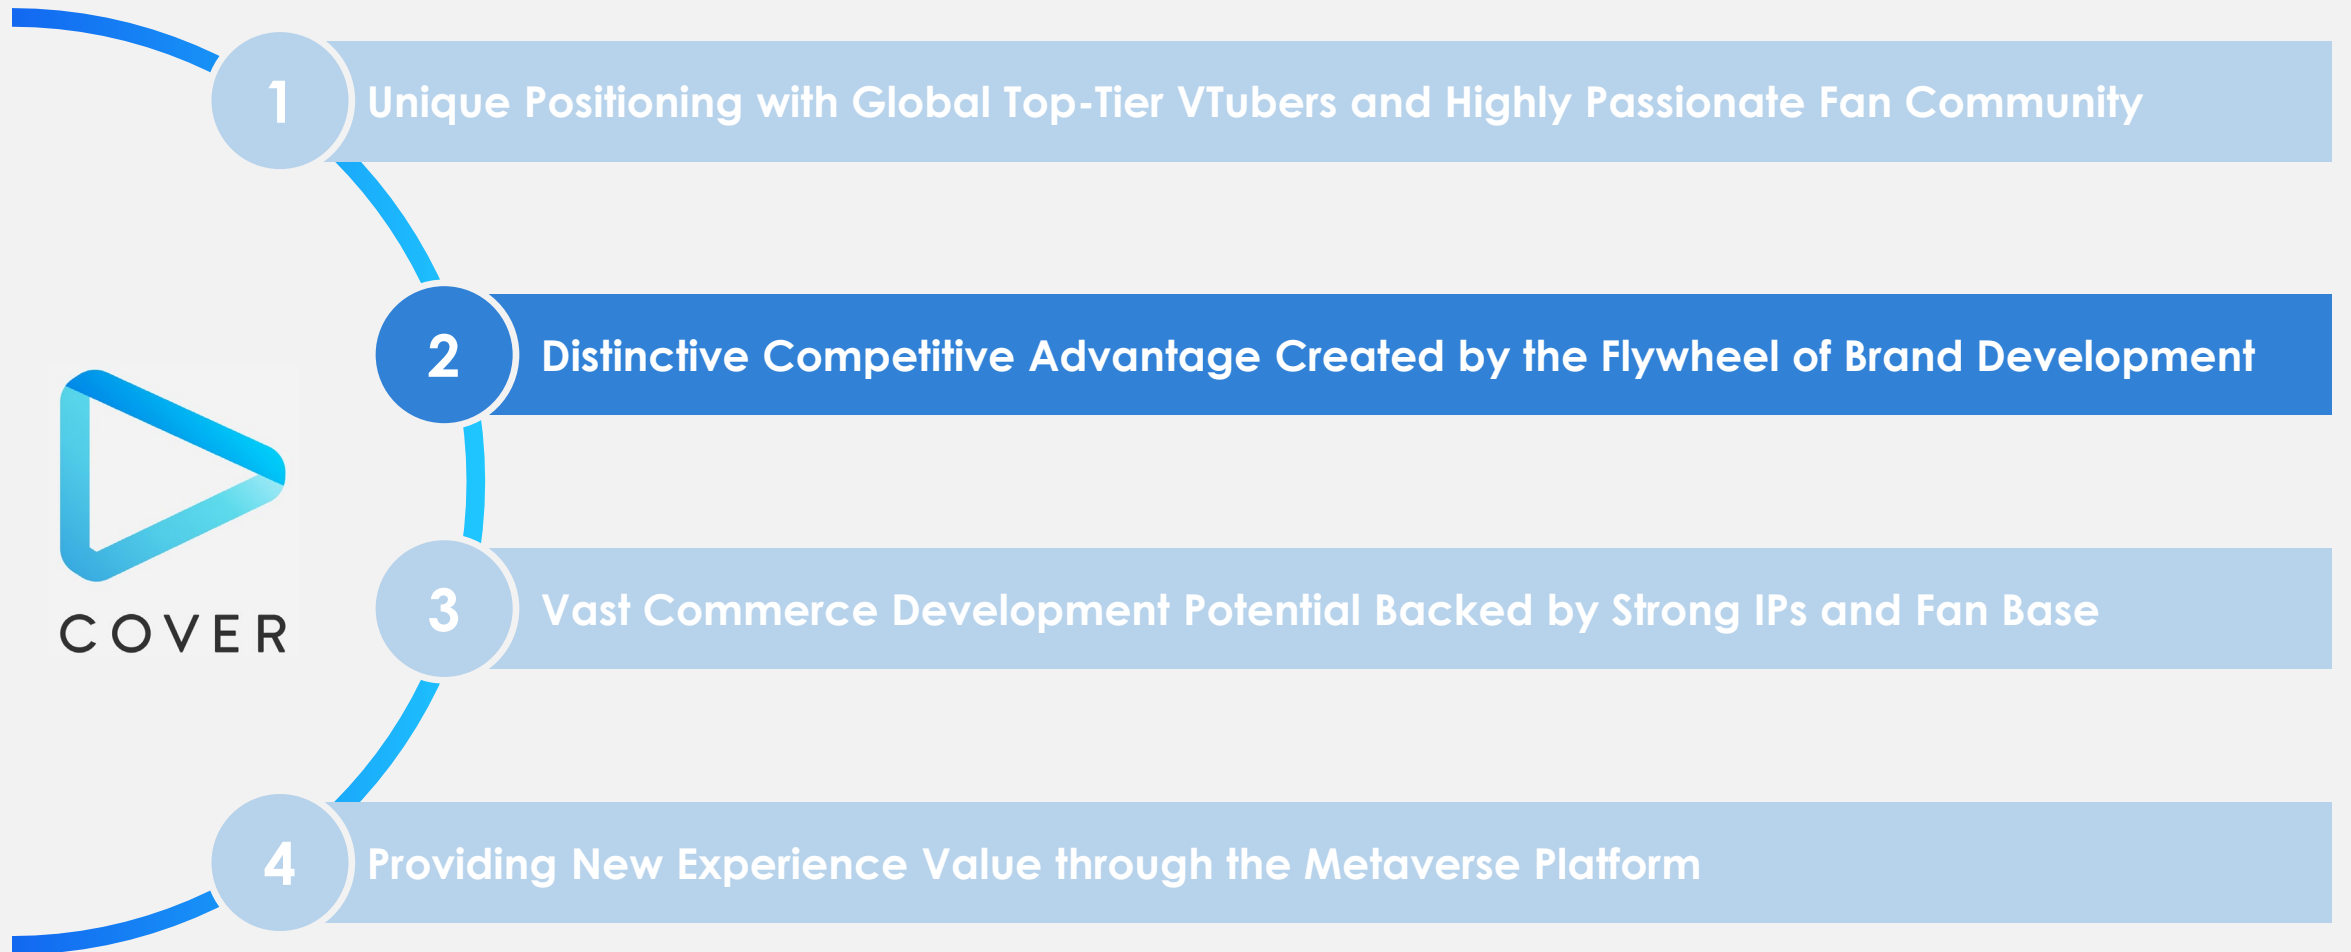 1
Unique Positioning with Global Top-Tier VTubers and Highly Passionate Fan Community
2
Distinctive Competitive Advantage Created by the Flywheel of Brand Development
COVER
3
Vast Commerce Development Potential Backed by Strong IPs and Fan Base
4
Providing New Experience Value through the Metaverse Platform